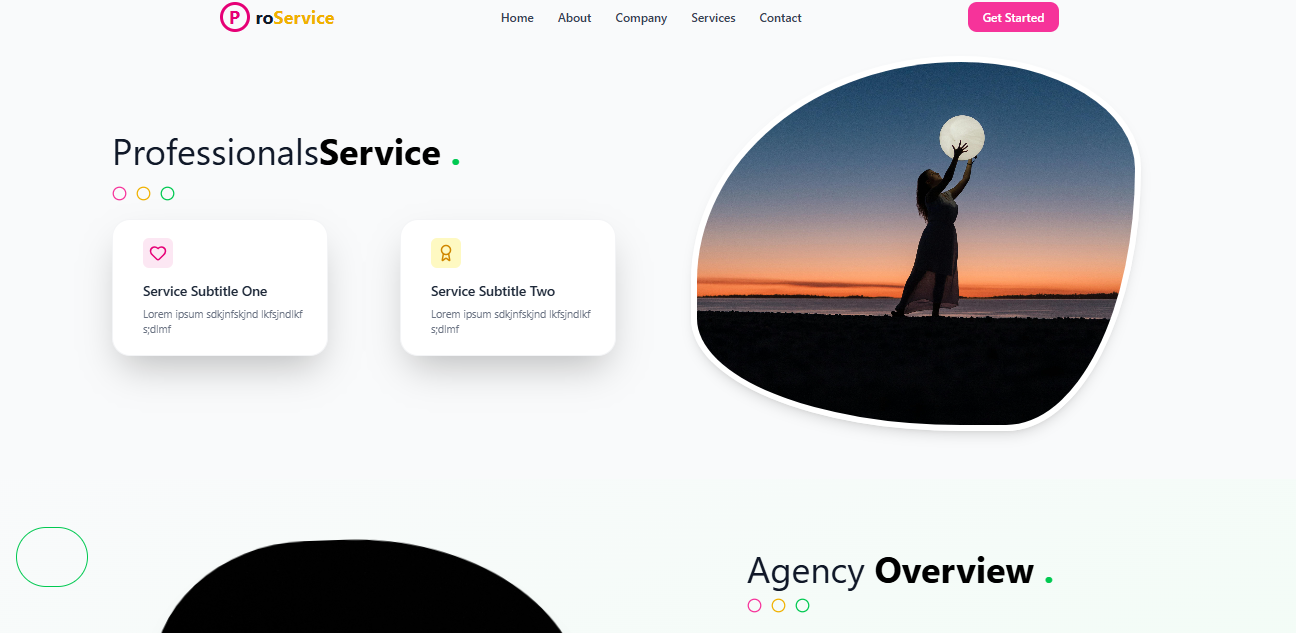 P roService
Home About Company Services Contact
Get Started
ProfessionalsService .
Service Subtitle One
Lorem ipsum sdkjnfskjnd lkfsjndlkf
s;dlmf
Service Subtitle Two
Lorem ipsum sdkjnfskjnd lkfsjndlkf
s;dlmf
Agency Overview .